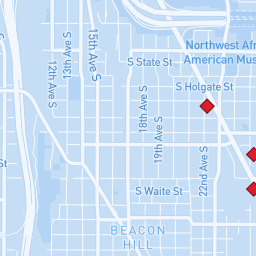 Northwest Afr
American Mus
S State St
S Holgate St
12th Ave S
13th Ave S
15th Ave S
18th Ave S
19th Ave S
22nd Ave S
S Waite St
BEACON
HILL